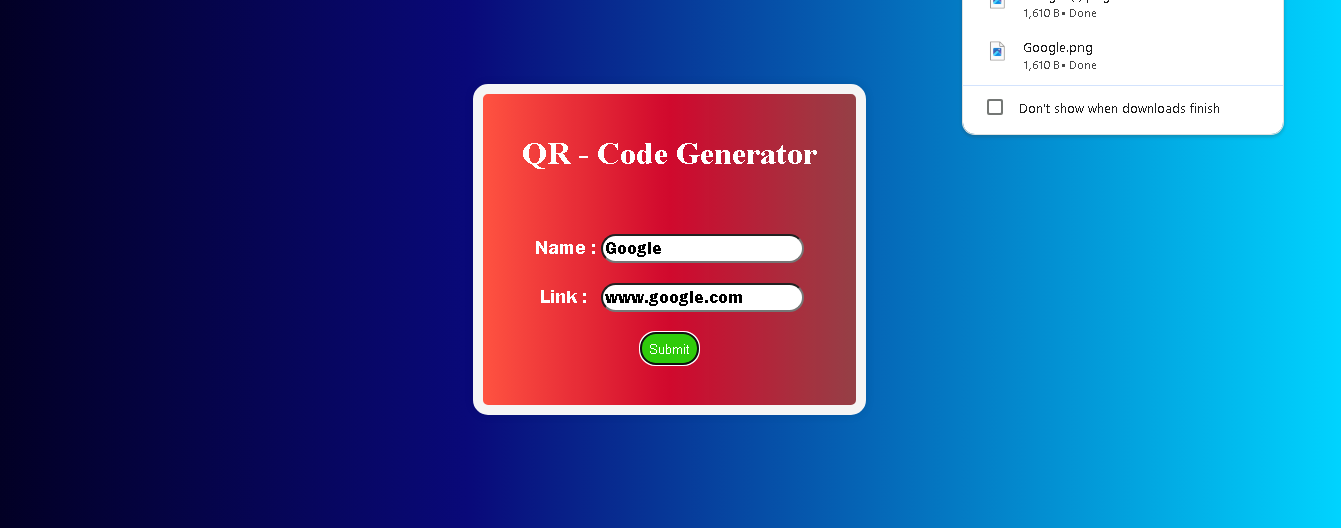 1,610 B • Done
Google.png
1,610 B • Done
Don't show when downloads finish
QR - Code Generator
Name : Google
Link : www.google.com
Submit